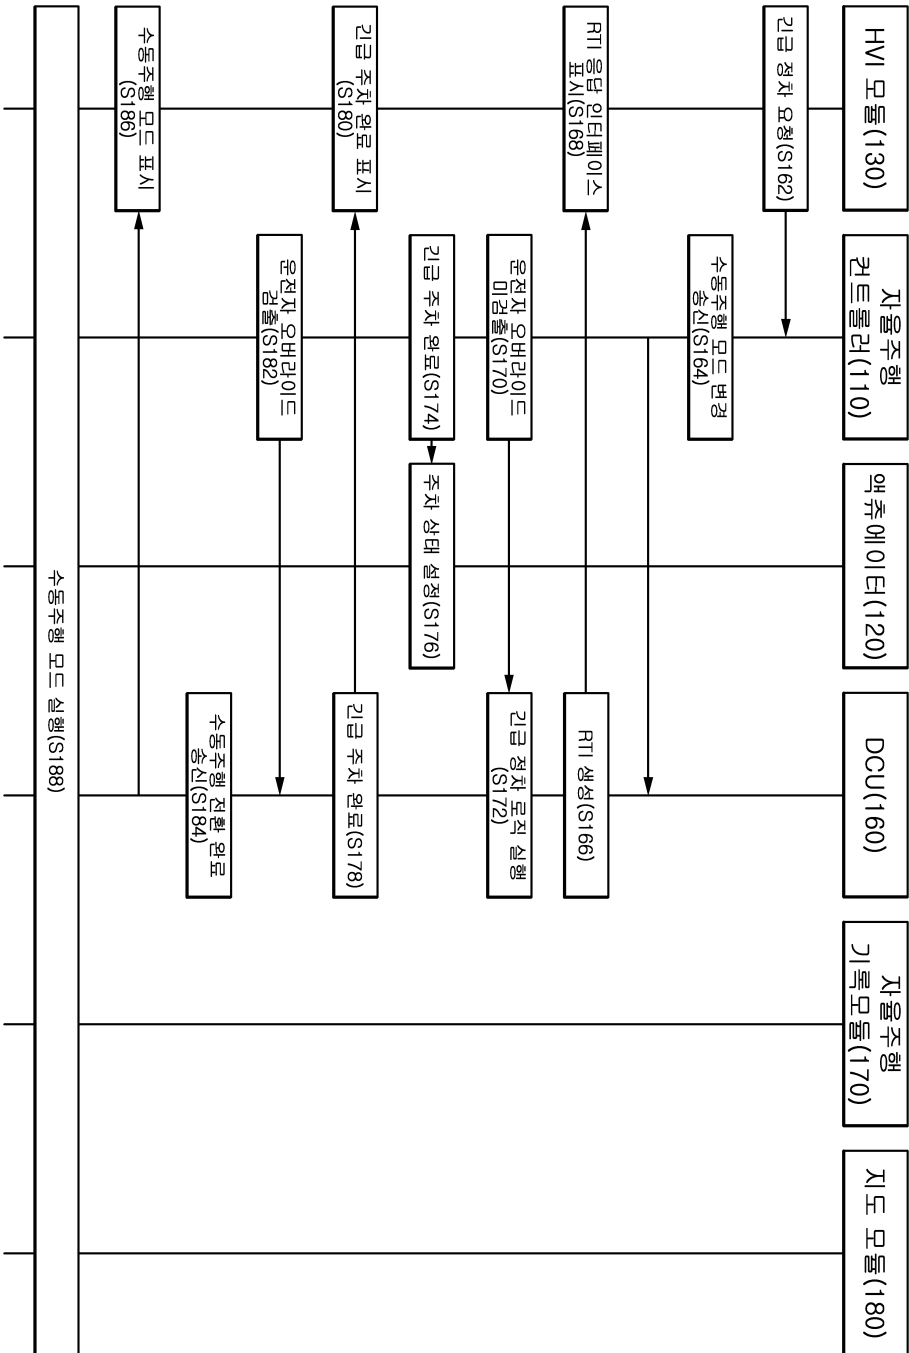 HVI 모듈(130)
자율주행
컨트롤러(110)
액츄에이터(120)
DCU(160)
자율주행
기록모듈(170)
지도 모듈(180)
긴급 정차 요청(S162)
수동주행 모드 변경
송신(S164)
RTI 생성(S166)
RTI 응답 인터페이스
표시(S168)
운전자 오버라이드
미검출(S170)
긴급 정차 로직 실행
(S172)
긴급 주차 완료(S174)
주차 상태 설정(S176)
긴급 주차 완료(S178)
긴급 주차 완료 표시
(S180)
운전자 오버라이드
검출(S182)
수동주행 전환 완료
송신(S184)
수동주행 모드 표시
(S186)
수동주행 모드 실행(S188)